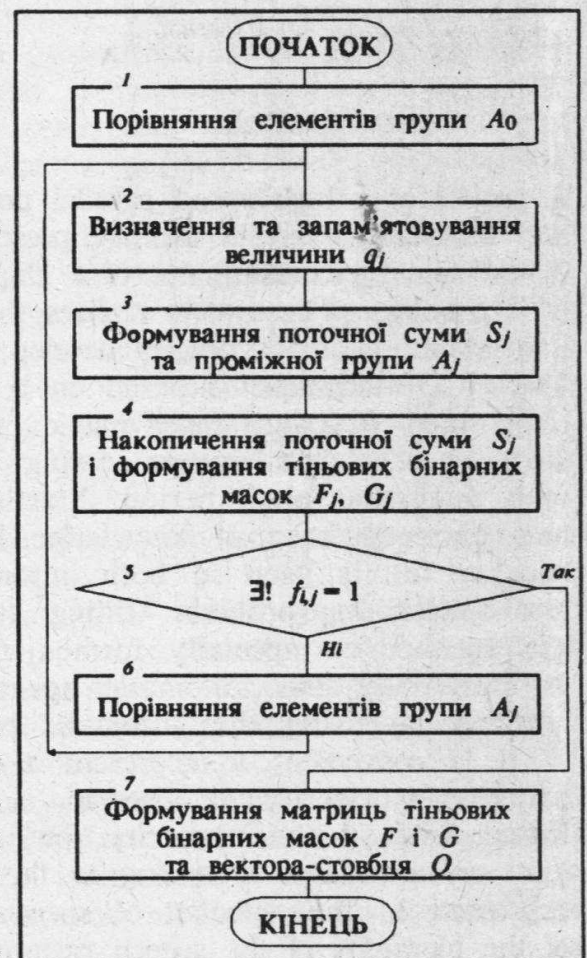 ПОЧАТОК
1
Порівняння елементів групи A0
2
Визначення та запам'ятовування
величини qj
3
Формування поточної суми Sj
та проміжної групи Aj
4
Накопичення поточної суми Sj
і формування тіньових бінарних
масок Fj, Gj
5
∃! fi,j = 1
Так
Ні
6
Порівняння елементів групи Aj
7
Формування матриць тіньових
бінарних масок F і G
та вектора-стовбця Q
КІНЕЦЬ